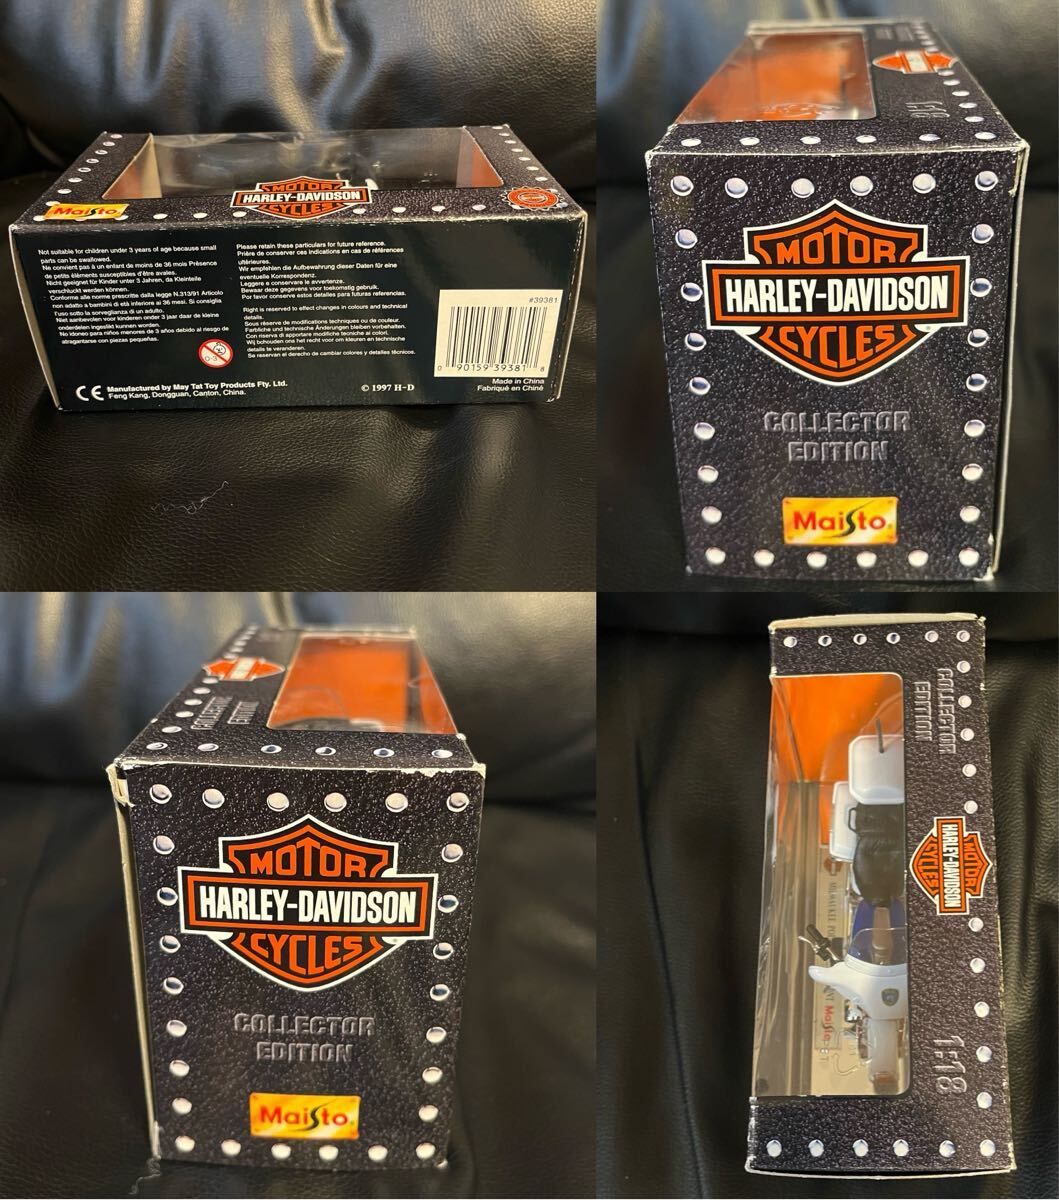 Maisto
MOTOR
HARLEY-DAVIDSON
CYCLES
Not suitable for children under 3 years of age because small
parts can be swallowed.
Ne convient pas à un enfant de moins de 36 mois Présence
de petits éléments susceptibles d'être avales.
Nicht geeignet für Kinder unter 3 Jahren, da Kleinteile
verschluckt werden können.
Conforme alle norme prescritte dalla legge N.313/91 Articolo
non adatto a bambini di età inferiore ai 36 mesi. Si consiglia
l'uso sotto la sorveglianza di un adulto.
Niet aanbevolen voor kinderen onder 3 jaar daar de kleine
onderdelen ingeslikt kunnen worden.
No idoneo para niños menores de 3 años debido al riesgo de
atragantarse con piezas pequeñas.
Please retain these particulars for future reference.
Prière de conserver ces indications en cas de références
ultérieures.
Wir empfehlen die Aufbewahrung dieser Daten für eine
eventuelle Korrespondenz.
Leggere e conservare le avvertenze.
Bewaar deze gegevens voor toekomstig gebruik.
Por favor conserve estos detalles para futuras referencias.
Right is reserved to effect changes in colours and technical
details.
Sous réserve de modifications techniques ou de couleur.
Farbliche und technische Änderungen bleiben vorbehalten.
Con riserva di apportare modifiche tecniche ai colori.
Wij behouden ons het recht voor om kleuren en technische
details te veranderen.
Se reservan el derecho de cambiar colores y detalles técnicos.
0-3
CE Manufactured by May Tat Toy Products Fty. Ltd.
Feng Kang, Dongguan, Canton, China.
© 1997 H-D
#39381
0 90159 39381 8
Made in China
Fabriqué en Chine
1:18
MOTOR
HARLEY-DAVIDSON
CYCLES
COLLECTOR
EDITION
Maisto
COLLECTOR
EDITION
MOTOR
HARLEY-DAVIDSON
CYCLES
COLLECTOR
EDITION
Maisto
COLLECTOR
EDITION
MOTOR
HARLEY-DAVIDSON
CYCLES
1:18
MILWAUKEE
Maisto